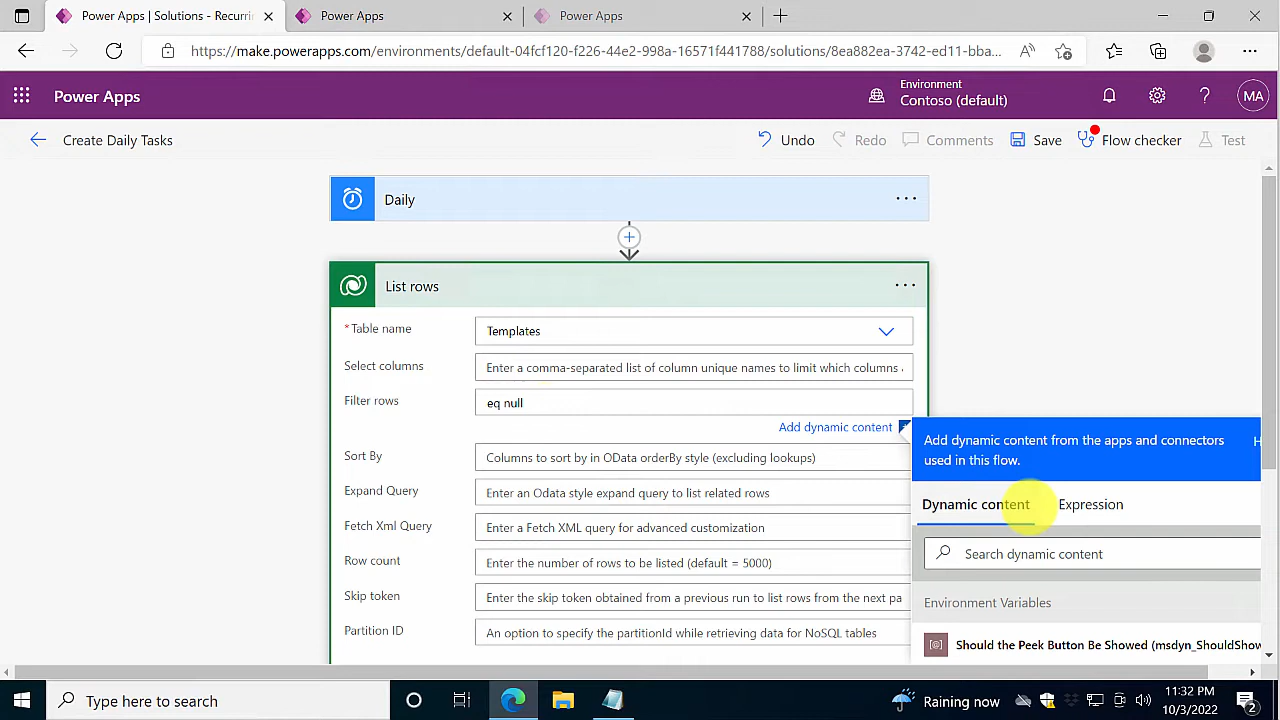 Power Apps | Solutions - Recurri
Power Apps
Power Apps
https://make.powerapps.com/environments/default-04fcf120-f226-44e2-998a-16571f441788/solutions/8ea882ea-3742-ed11-bba...
Power Apps
Environment
Contoso (default)
MA
Create Daily Tasks
Undo
Redo
Comments
Save
Flow checker
Test
Daily
List rows
* Table name
Templates
Select columns
Enter a comma-separated list of column unique names to limit which columns
Filter rows
eq null
Add dynamic content
Sort By
Columns to sort by in OData orderBy style (excluding lookups)
Expand Query
Enter an Odata style expand query to list related rows
Fetch Xml Query
Enter a Fetch XML query for advanced customization
Row count
Enter the number of rows to be listed (default = 5000)
Skip token
Enter the skip token obtained from a previous run to list rows from the next pa
Partition ID
An option to specify the partitionId while retrieving data for NoSQL tables
Add dynamic content from the apps and connectors H
used in this flow.
Dynamic content
Expression
Search dynamic content
Environment Variables
Should the Peek Button Be Showed (msdyn_ShouldShow
Type here to search
Raining now
11:32 PM
10/3/2022
2